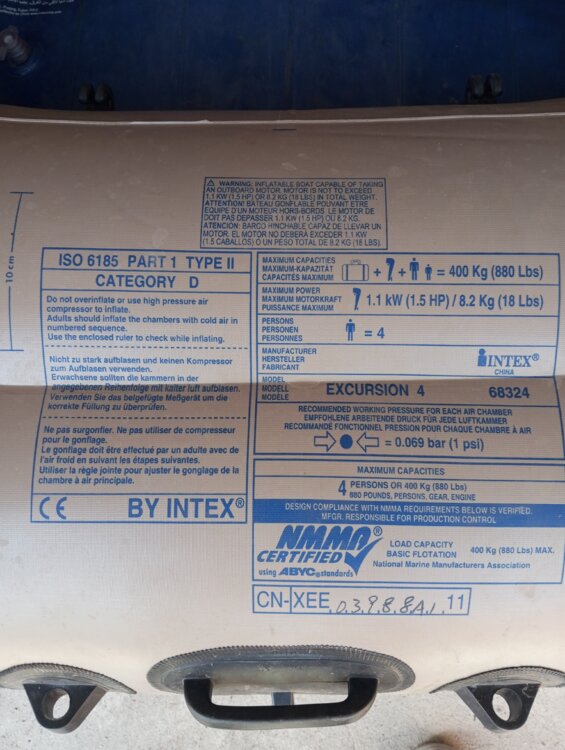 ⚠ WARNING: INFLATABLE BOAT CAPABLE OF TAKING
AN OUTBOARD MOTOR. MOTOR IS NOT TO EXCEED
1.1 KW (1.5 HP) OR 8.2 KG (18 LBS) IN TOTAL WEIGHT.
ATTENTION! BATEAU GONFLABLE POUVANT ETRE
EQUIPE D'UN MOTEUR HORS-BORDS. LE MOTEUR DE
DOIT PAS DEPASSER 1.1 KW (1.5 HP) OU 8.2 KG.
ATENCION: BARCO HINCHABLE CAPAZ DE LLEVAR UN
MOTOR. EL MOTOR NO DEBERÁ EXCEDER 1.1 KW
(1.5 CABALLOS) O UN PESO TOTAL DE 8.2 KG (18 LBS).
10 cm
ISO 6185 PART 1 TYPE II
CATEGORY D
Do not overinflate or use high pressure air
compressor to inflate.
Adults should inflate the chambers with cold air in
numbered sequence.
Use the enclosed ruler to check while inflating.
Nicht zu stark aufblasen und keinen Kompressor
zum Aufblasen verwenden.
Erwachsene sollten die kammern in der
angegebenen Reihenfolge mit kalter luft aufblasen.
Verwenden Sie das beigefügte Meßgerät um die
korrekte Füllung zu überprüfen.
Ne pas surgonfier. Ne pas utiliser de compresseur
pour le gonflage.
Le gonflage doit être effectué par un adulte avec de
l'air froid en suivant les étapes suivantes.
Utiliser la règle jointe pour ajuster le gonglage de la
chambre à air principale.
CE BY INTEX®
MAXIMUM CAPACITIES
MAXIMUM-KAPAZITÄT
CAPACITES MAXIMUM
+ + = 400 Kg (880 Lbs)
MAXIMUM POWER
MAXIMUM MOTORKRAFT
PUISSANCE MAXIMUM
1.1 kW (1.5 HP) / 8.2 Kg (18 Lbs)
PERSONS
PERSONEN
PERSONNES
= 4
MANUFACTURER
HERSTELLER
FABRICANT
INTEX®
CHINA
MODEL
MODELL
MODELE
EXCURSION 4 68324
RECOMMENDED WORKING PRESSURE FOR EACH AIR CHAMBER
EMPFOHLENE ARBEITENDE DRUCK FÜR JEDE LUFTKAMMER
RECOMMANDÉ FONCTIONNEL PRESSION POUR CHAQUE CHAMBRE À AIR
= 0.069 bar (1 psi)
MAXIMUM CAPACITIES
4 PERSONS OR 400 Kg (880 Lbs)
880 POUNDS, PERSONS, GEAR, ENGINE
DESIGN COMPLIANCE WITH NMMA REQUIREMENTS BELOW IS VERIFIED.
MFGR. RESPONSIBLE FOR PRODUCTION CONTROL
NMMA®
CERTIFIED
using ABYC® standards
LOAD CAPACITY
BASIC FLOTATION 400 Kg (880 Lbs) MAX.
National Marine Manufacturers Association
CN-XEE 03988A1 11